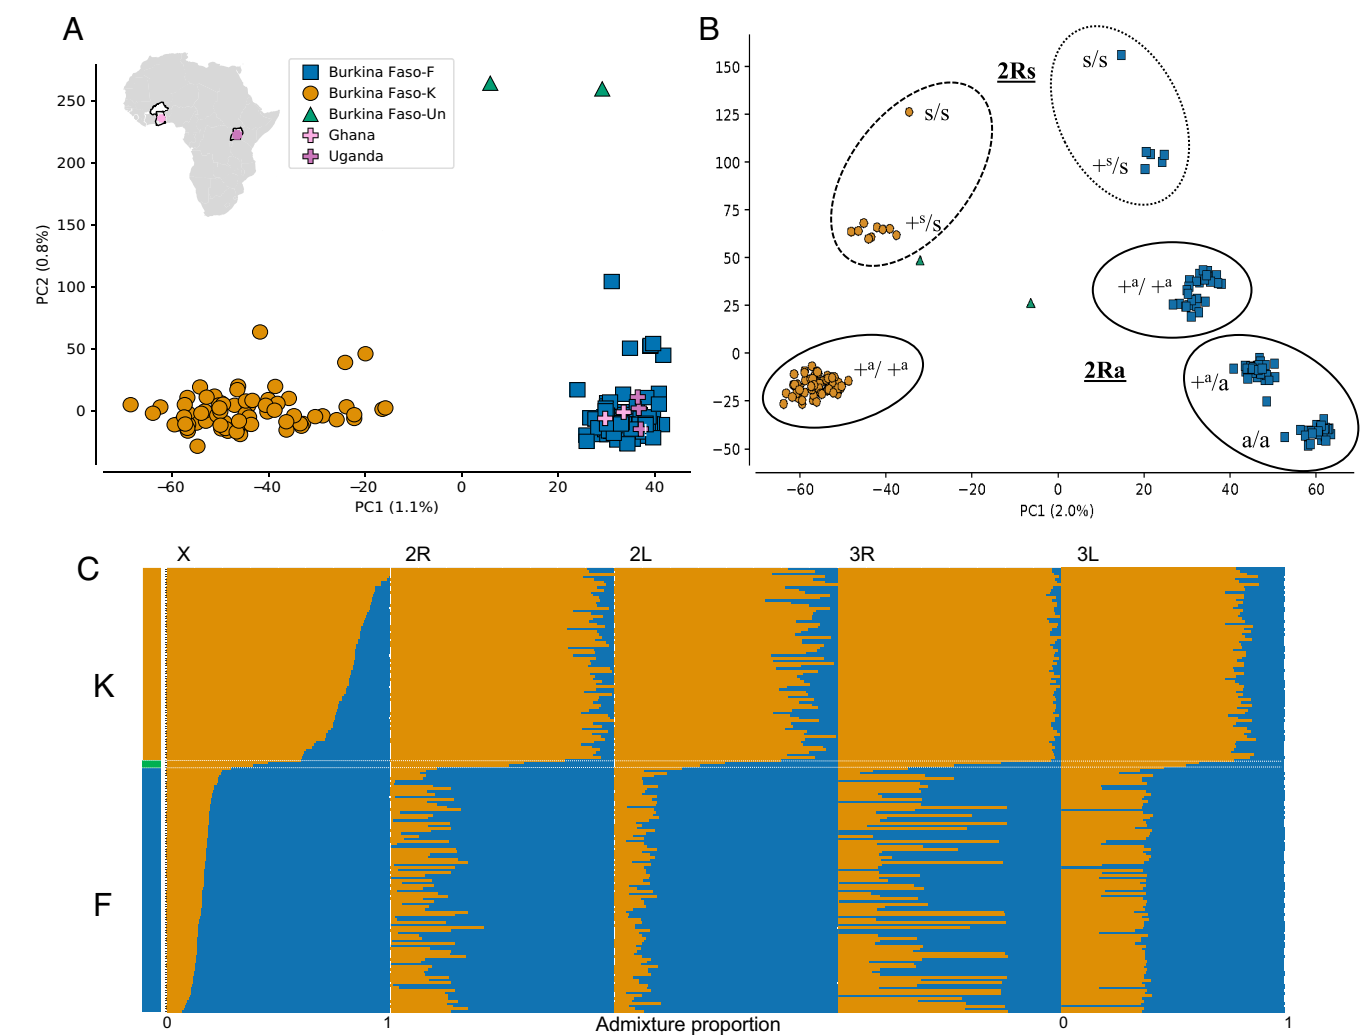 A
250
200
150
100
50
0
PC2 (0.8%)
−60
−40
−20
0
20
40
PC1 (1.1%)
Burkina Faso-F
Burkina Faso-K
Burkina Faso-Un
Ghana
Uganda
B
150
125
100
75
50
25
0
−25
−50
−60
−40
−20
0
20
40
60
PC1 (2.0%)
2Rs
s/s
s/s
+s/s
+s/s
+a/ +a
+a/ +a
2Ra
+a/a
a/a
C
X
2R
2L
3R
3L
K
F
0
1
Admixture proportion
0
1